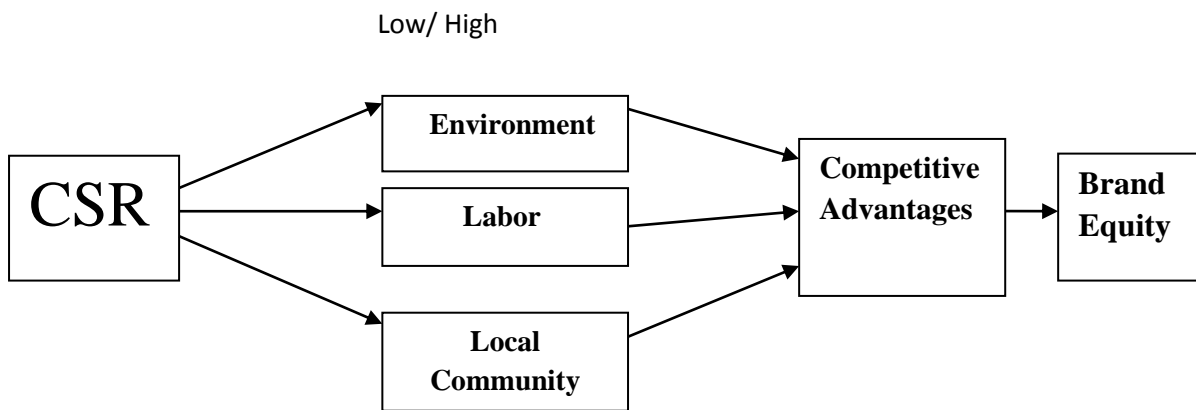 Low/ High
CSR
Environment
Labor
Local
Community
Competitive
Advantages
Brand
Equity